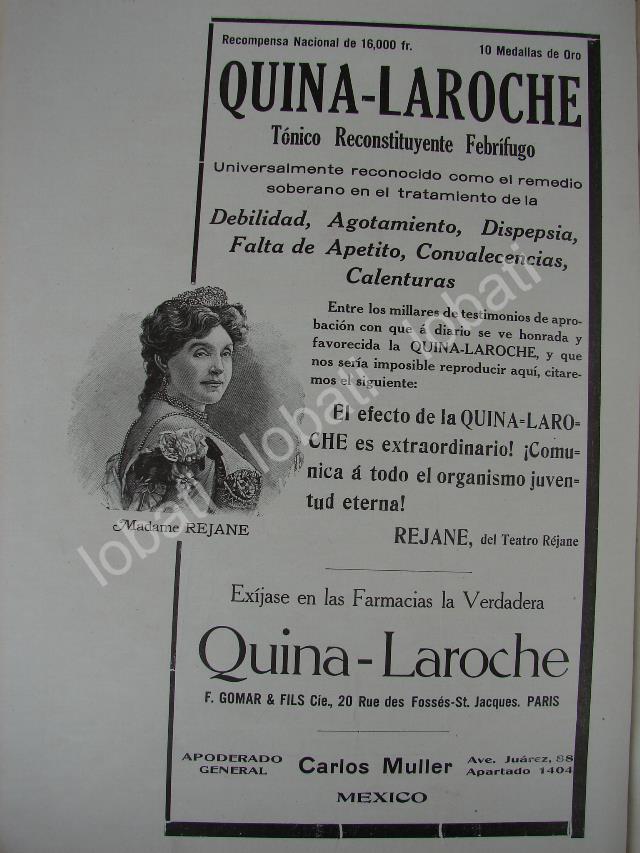 Recompensa Nacional de 16,000 fr. 10 Medallas de Oro
QUINA-LAROCHE
Tónico Reconstituyente Febrífugo
Universalmente reconocido como el remedio
soberano en el tratamiento de la
Debilidad, Agotamiento, Dispepsia,
Falta de Apetito, Convalecencias,
Calenturas
Entre los millares de testimonios de apro-
bación con que á diario se ve honrada y
favorecida la QUINA-LAROCHE, y que
nos sería imposible reproducir aquí, citare-
mos el siguiente:
El efecto de la QUINA-LARO-
CHE es extraordinario! ¡Comu-
nica á todo el organismo juven-
tud eterna!
REJANE, del Teatro Réjane
Madame REJANE
Exíjase en las Farmacias la Verdadera
Quina-Laroche
F. GOMAR & FILS Cíe., 20 Rue des Fossés-St. Jacques. PARIS
APODERADO GENERAL Carlos Muller Ave. Juárez, 88
Apartado 1404
MEXICO
lobati lobati lobati